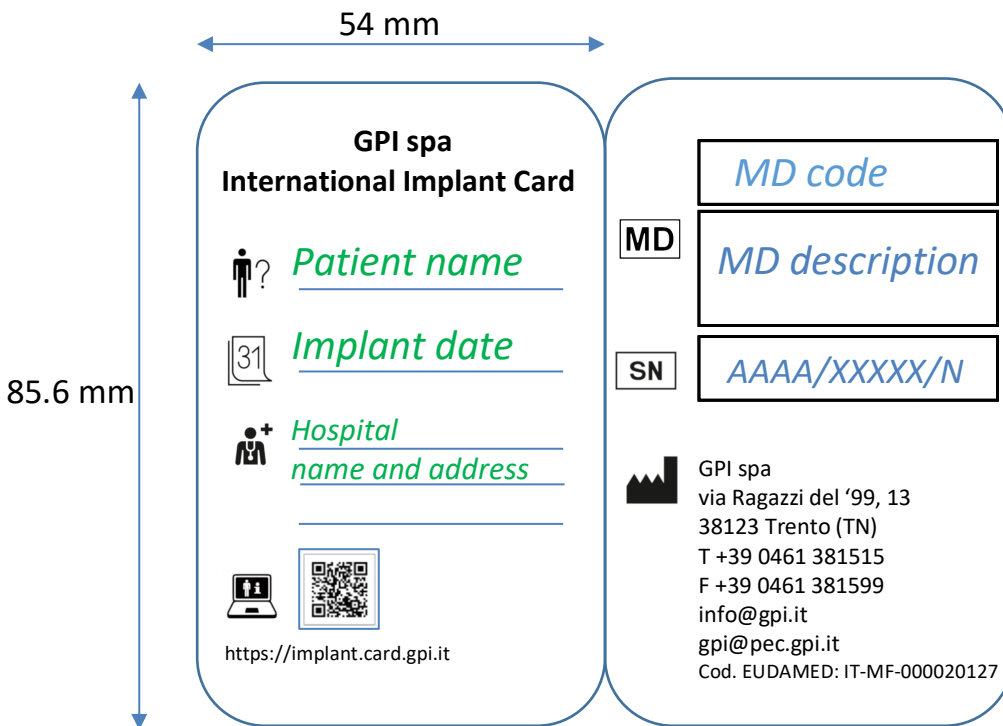 54 mm
85.6 mm
GPI spa
International Implant Card
?
Patient name
31
Implant date
Hospital
name and address
https://implant.card.gpi.it
MD code
MD
MD description
SN
AAAA/XXXXX/N
GPI spa
via Ragazzi del ‘99, 13
38123 Trento (TN)
T +39 0461 381515
F +39 0461 381599
info@gpi.it
gpi@pec.gpi.it
Cod. EUDAMED: IT-MF-000020127